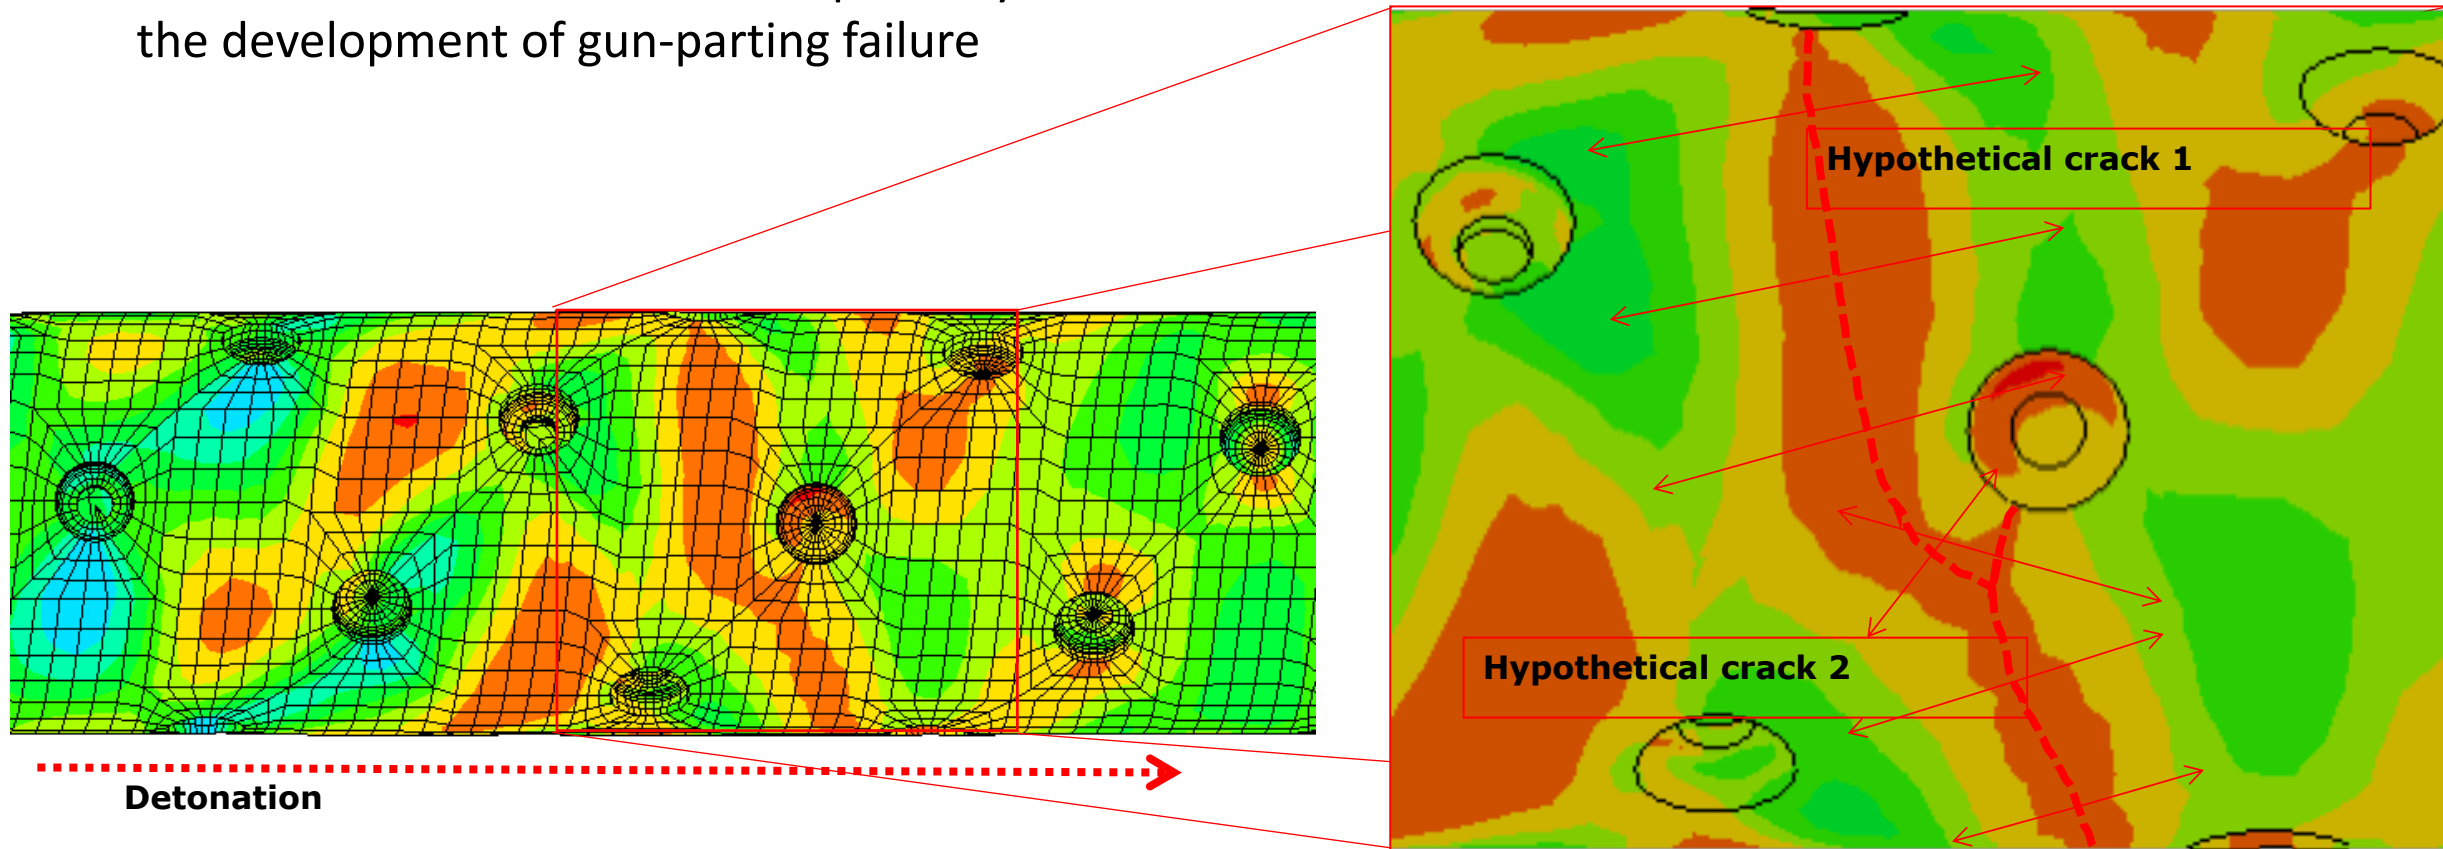 the development of gun-parting failure
Hypothetical crack 1
Hypothetical crack 2
Detonation